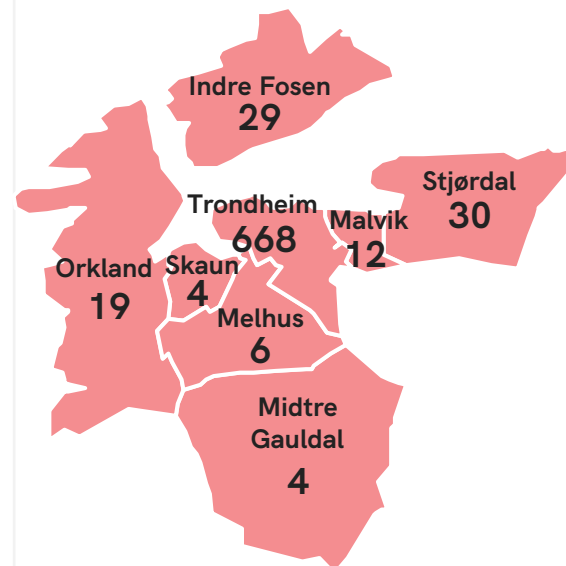 Indre Fosen
29
Stjørdal
30
Trondheim
668
Malvik
12
Orkland
19
Skaun
4
Melhus
6
Midtre
Gauldal
4